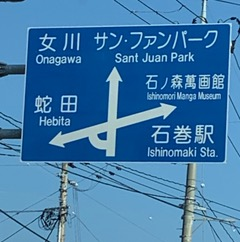 女川 サン・ファンパーク
Onagawa Sant Juan Park
石ノ森萬画館
Ishinomori Manga Museum
蛇田
Hebita
石巻駅
Ishinomaki Sta.